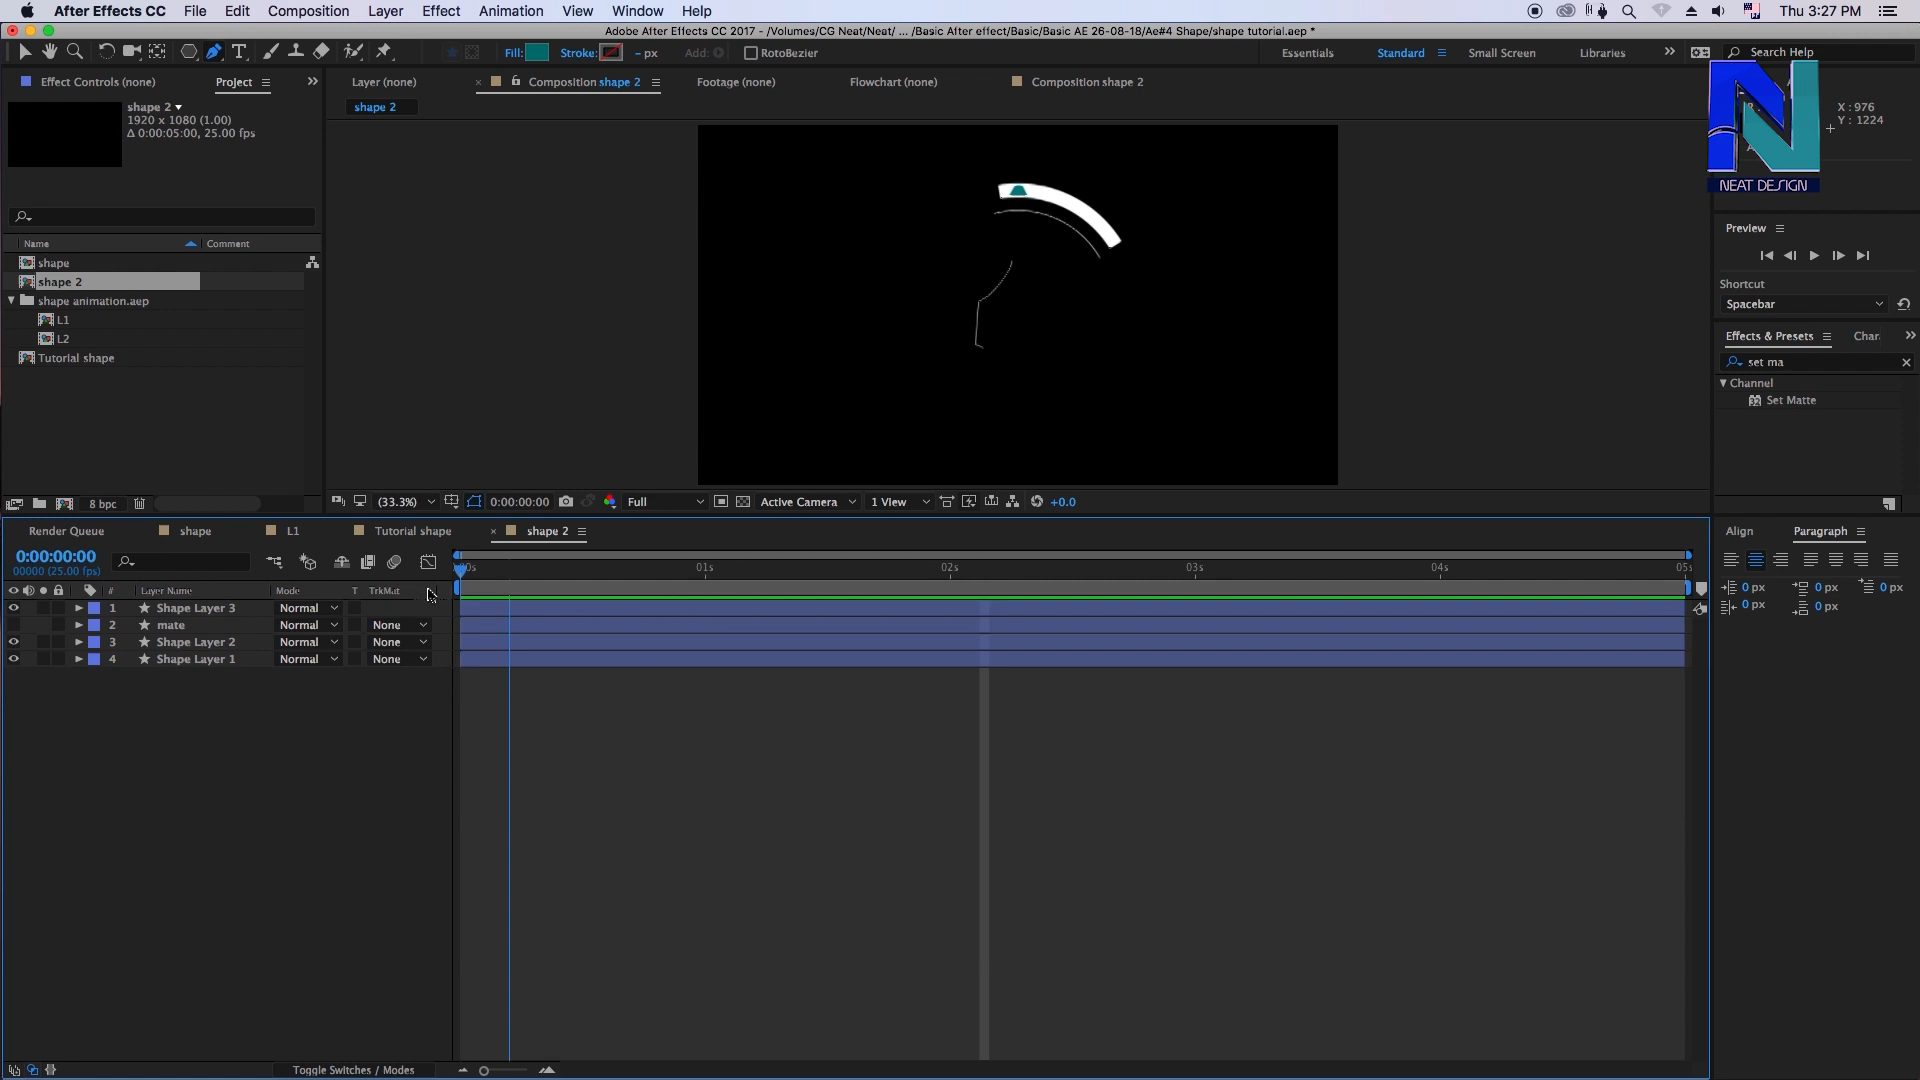 After Effects CC File Edit Composition Layer Effect Animation View Window Help Thu 3:27 PM
Adobe After Effects CC 2017 - /Volumes/CG Neat/Neat/ ... /Basic After effect/Basic/Basic AE 26-08-18/Ae#4 Shape/shape tutorial.aep *
Fill: Stroke: - px Add: RotoBezier Essentials Standard Small Screen Libraries Search Help
Effect Controls (none) Project Layer (none) Composition shape 2 Footage (none) Flowchart (none) Composition shape 2
shape 2
1920 x 1080 (1.00)
Δ 0:00:05:00, 25.00 fps
shape 2
X : 976
Y : 1224
NEAT DESIGN
Name Comment
shape
shape 2
shape animation.aep
L1
L2
Tutorial shape
Preview
Shortcut
Spacebar
Effects & Presets Char
set ma
Channel
32 Set Matte
8 bpc (33.3%) 0:00:00:00 Full Active Camera 1 View +0.0
Render Queue shape L1 Tutorial shape shape 2
Align Paragraph
0:00:00:00
00000 (25.00 fps)
00s 01s 02s 03s 04s 05s
# Layer Name Mode T TrkMat
1 Shape Layer 3 Normal
2 mate Normal None
3 Shape Layer 2 Normal None
4 Shape Layer 1 Normal None
0 px 0 px 0 px
0 px 0 px
Toggle Switches / Modes